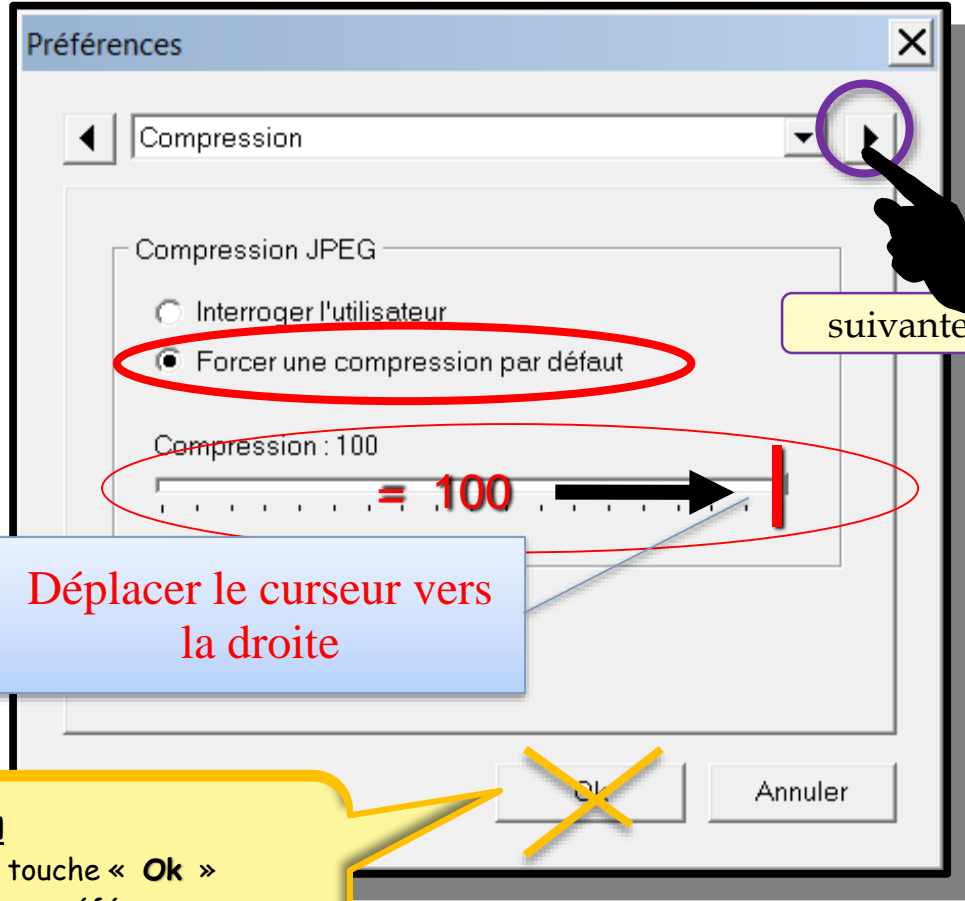 Préférences
Compression
Compression JPEG
Interroger l'utilisateur
suivante
Forcer une compression par défaut
Compression : 100
= 100
Déplacer le curseur vers
la droite
Ok
Annuler
touche « Ok »